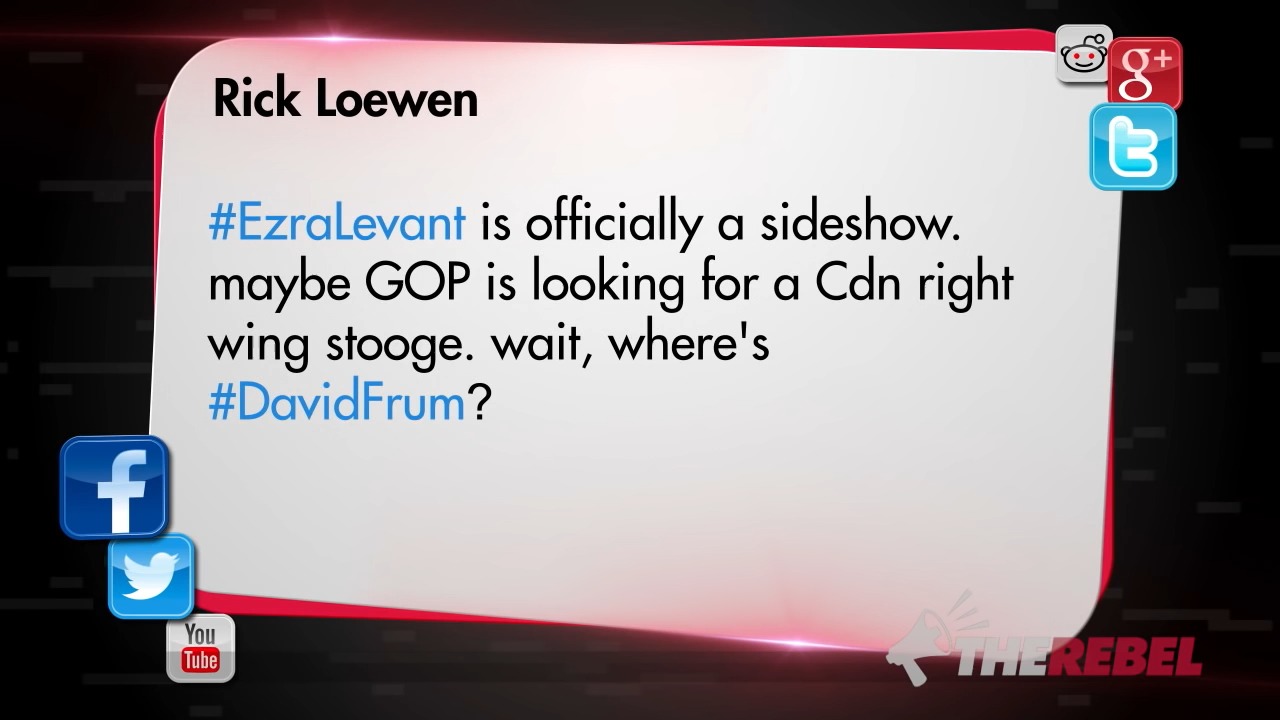 Rick Loewen
#EzraLevant is officially a sideshow.
maybe GOP is looking for a Cdn right
wing stooge. wait, where's
#DavidFrum?
g+
t
f
You
Tube
THEREBEL